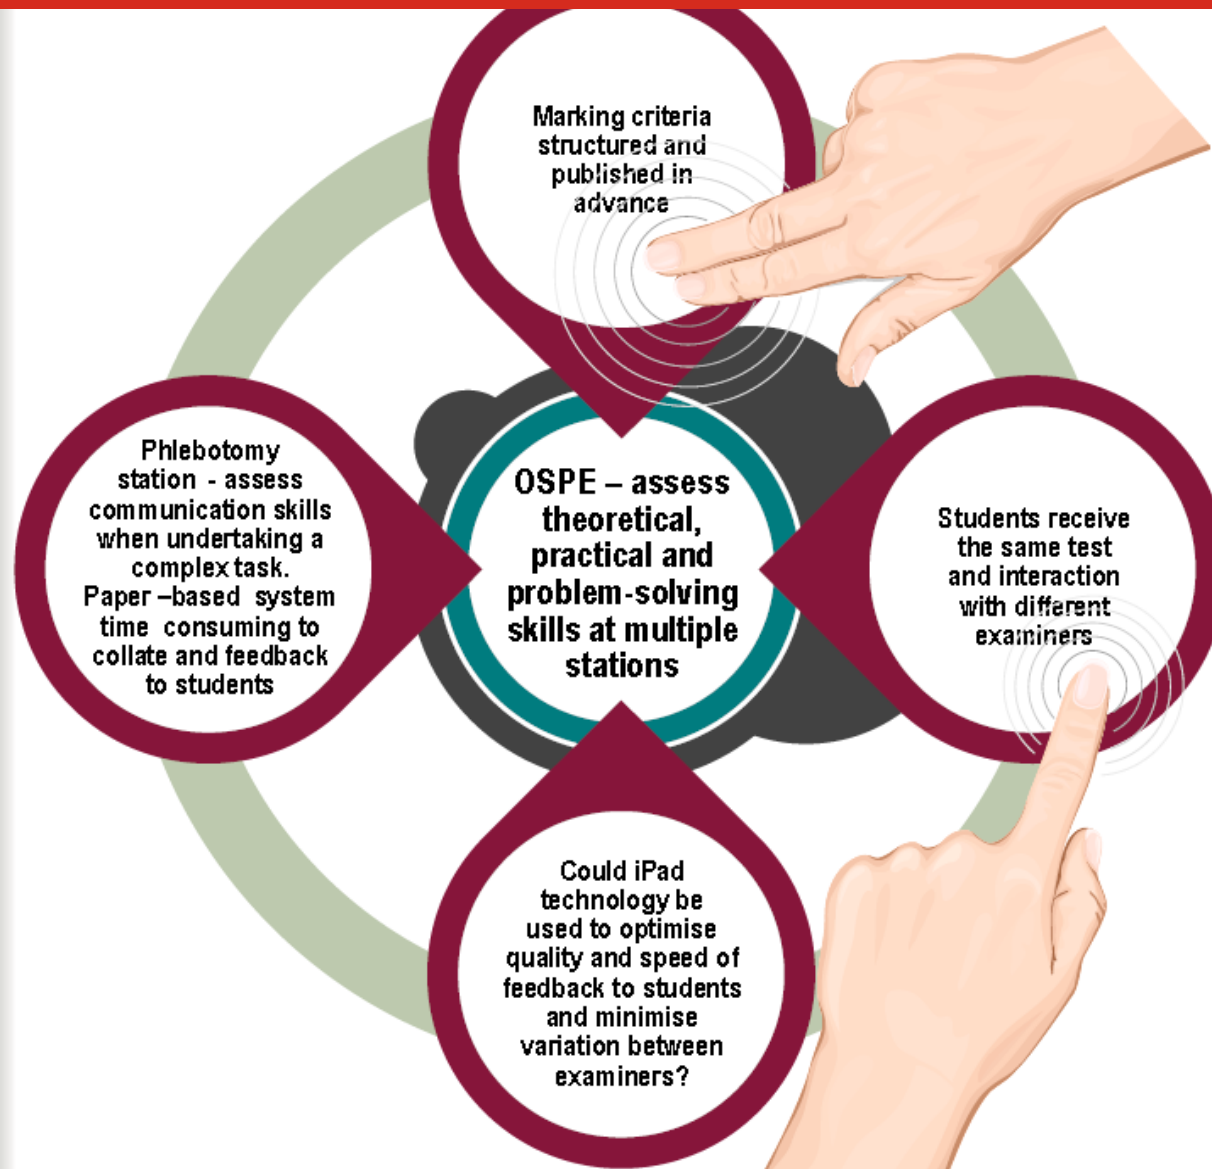 Marking criteria
structured and
published in
advance
Phlebotomy
station - assess
communication skills
when undertaking a
complex task.
Paper –based system
time consuming to
collate and feedback
to students
OSPE – assess
theoretical,
practical and
problem-solving
skills at multiple
stations
Students receive
the same test
and interaction
with different
examiners
Could iPad
technology be
used to optimise
quality and speed of
feedback to students
and minimise
variation between
examiners?